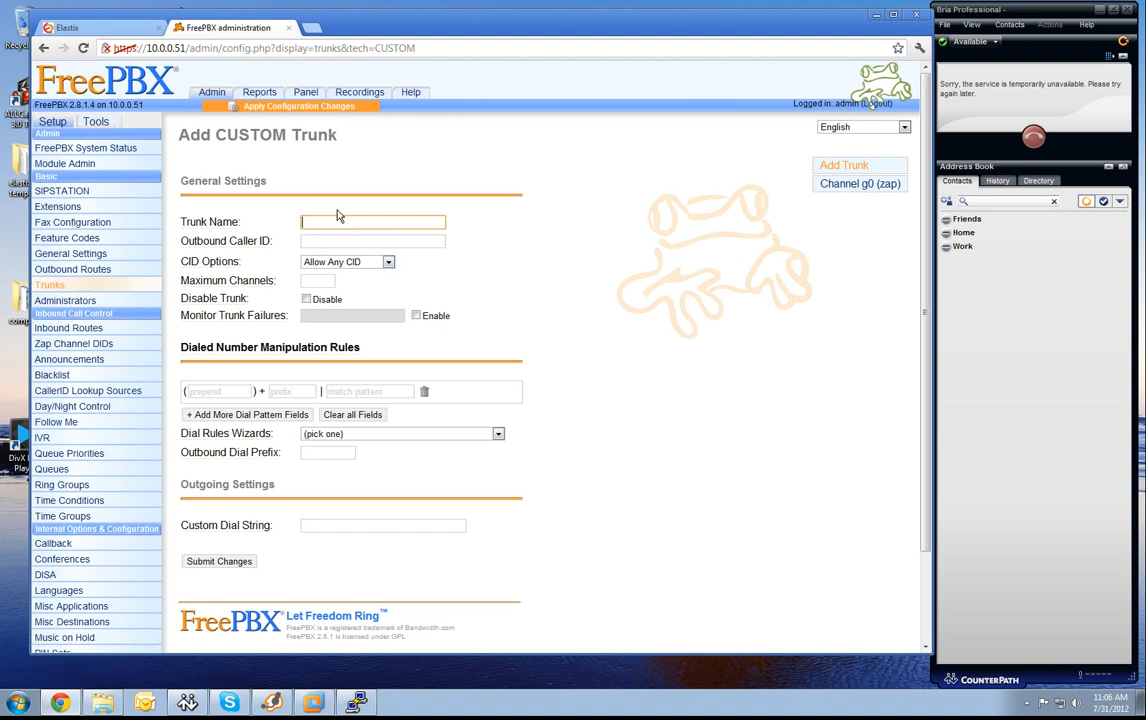 Elastix
FreePBX administration
https://10.0.0.51/admin/config.php?display=trunks&tech=CUSTOM
FreePBX®
Admin
Reports
Panel
Recordings
Help
FreePBX 2.8.1.4 on 10.0.0.51
Apply Configuration Changes
Logged in: admin (Logout)
Setup
Tools
English
Admin
FreePBX System Status
Module Admin
Basic
SIPSTATION
Extensions
Fax Configuration
Feature Codes
General Settings
Outbound Routes
Trunks
Administrators
Inbound Call Control
Inbound Routes
Zap Channel DIDs
Announcements
Blacklist
CallerID Lookup Sources
Day/Night Control
Follow Me
IVR
Queue Priorities
Queues
Ring Groups
Time Conditions
Time Groups
Internal Options & Configuration
Callback
Conferences
DISA
Languages
Misc Applications
Misc Destinations
Music on Hold
Add CUSTOM Trunk
Add Trunk
Channel g0 (zap)
General Settings
Trunk Name:
Outbound Caller ID:
CID Options: Allow Any CID
Maximum Channels:
Disable Trunk: Disable
Monitor Trunk Failures: Enable
Dialed Number Manipulation Rules
(prepend) + prefix | match pattern
+ Add More Dial Pattern Fields
Clear all Fields
Dial Rules Wizards: (pick one)
Outbound Dial Prefix:
Outgoing Settings
Custom Dial String:
Submit Changes
FreePBX® Let Freedom Ring™
FreePBX is a registered trademark of Bandwidth.com
FreePBX 2.8.1 is licensed under GPL
Bria Professional -
File
View
Contacts
Actions
Help
Available
Sorry, the service is temporarily unavailable. Please try
again later.
Address Book
Contacts
History
Directory
Friends
Home
Work
COUNTERPATH
11:06 AM
7/31/2012